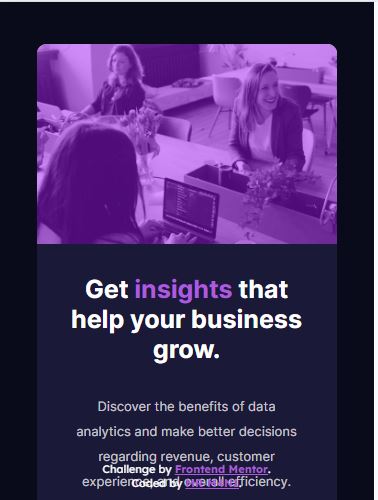 Get insights that
help your business
grow.
Discover the benefits of data
analytics and make better decisions
regarding revenue, customer
Challenge by Frontend Mentor.
experience, and overall efficiency.
Coded by